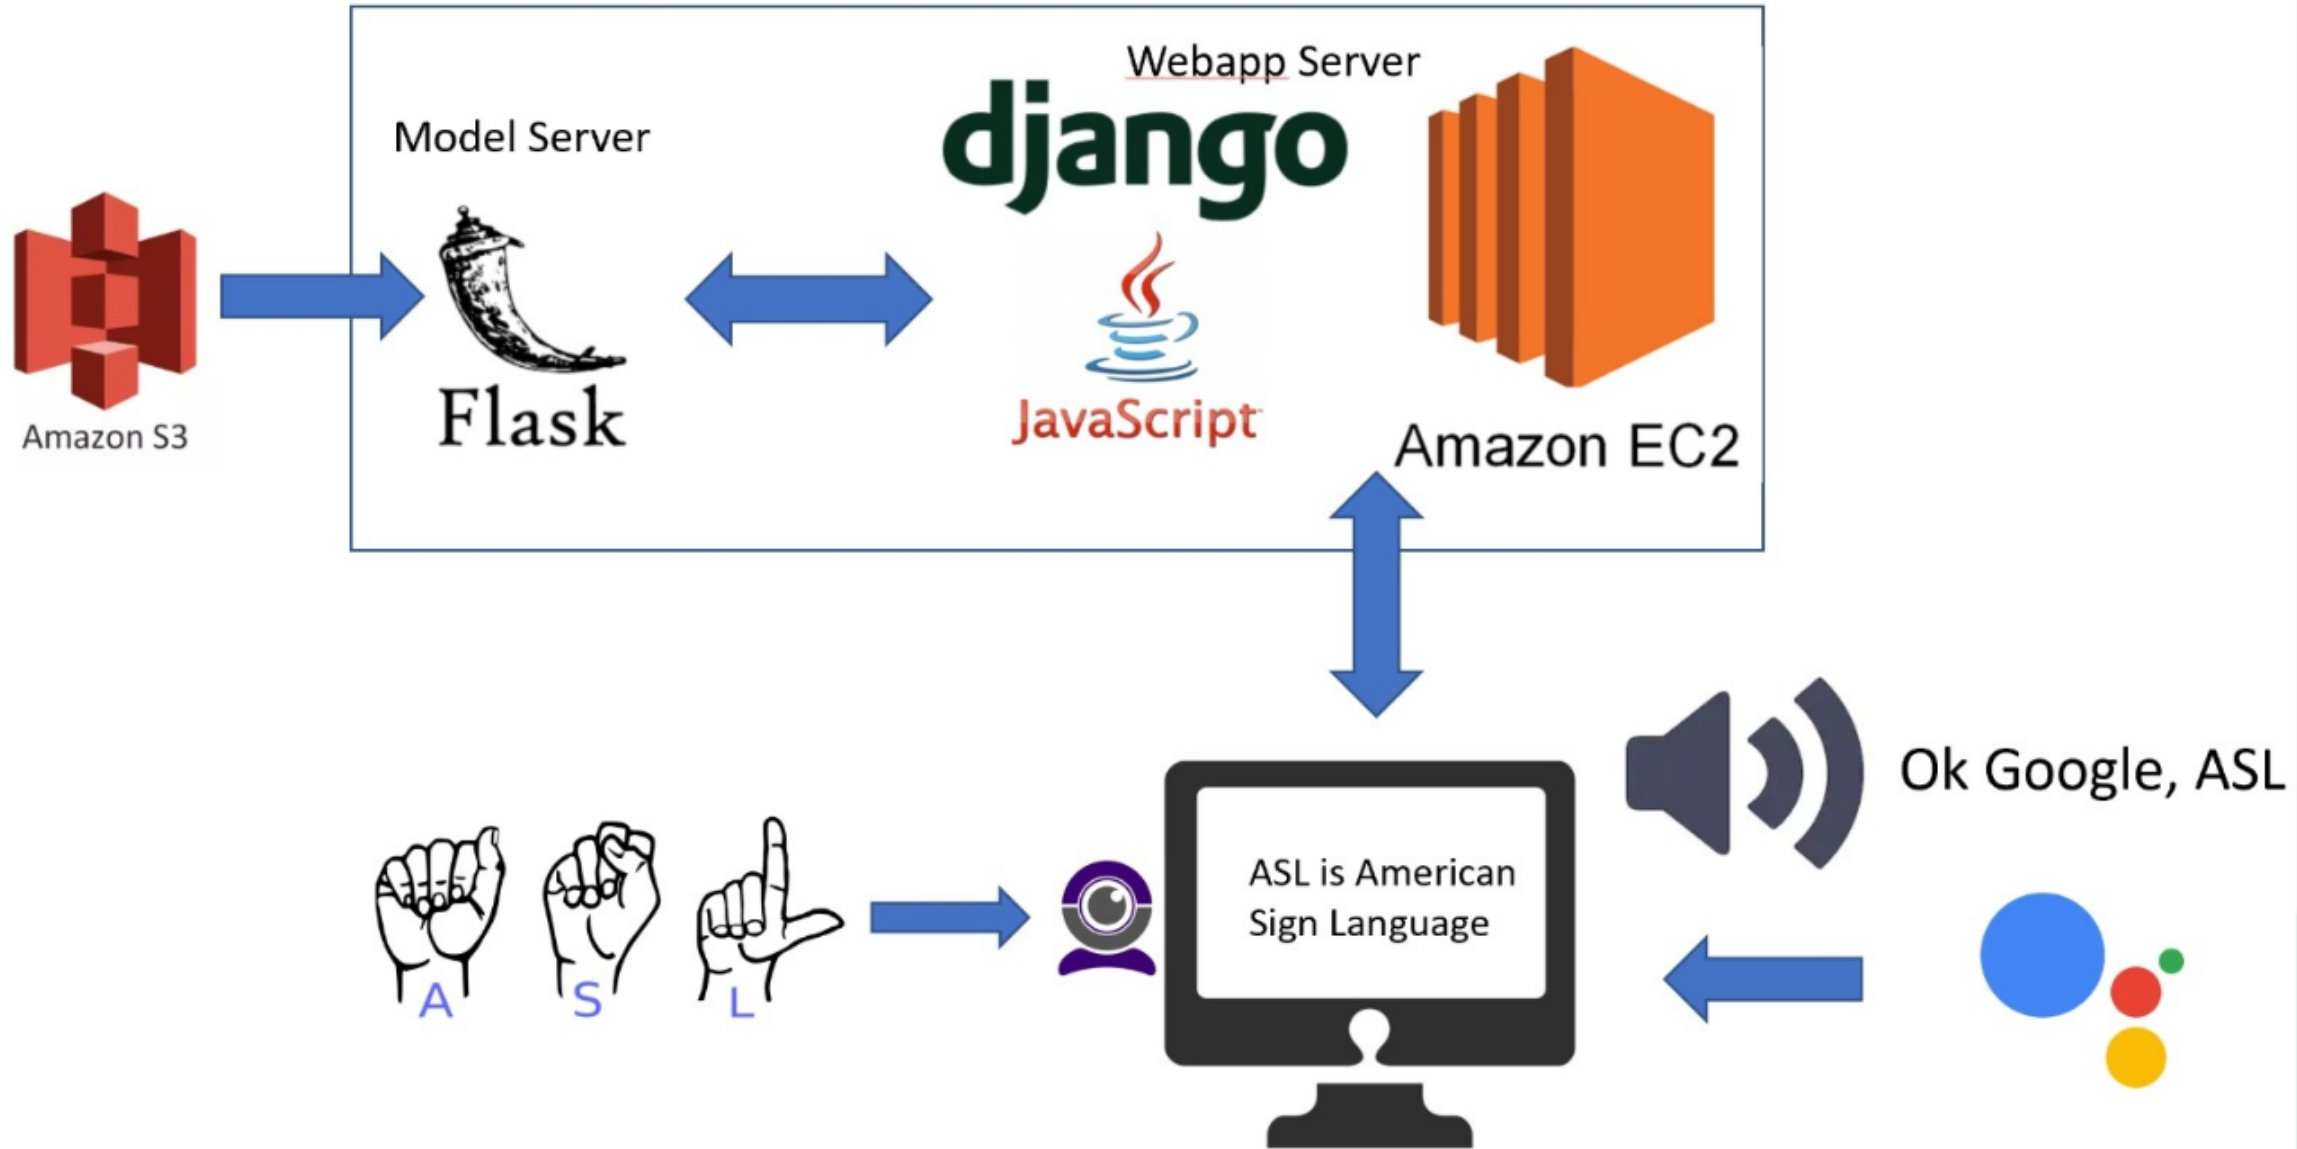 Webapp Server
django
Model Server
JavaScript
Flask
Amazon S3
Amazon EC2
Ok Google, ASL
ASL is American
Sign Language
A S L